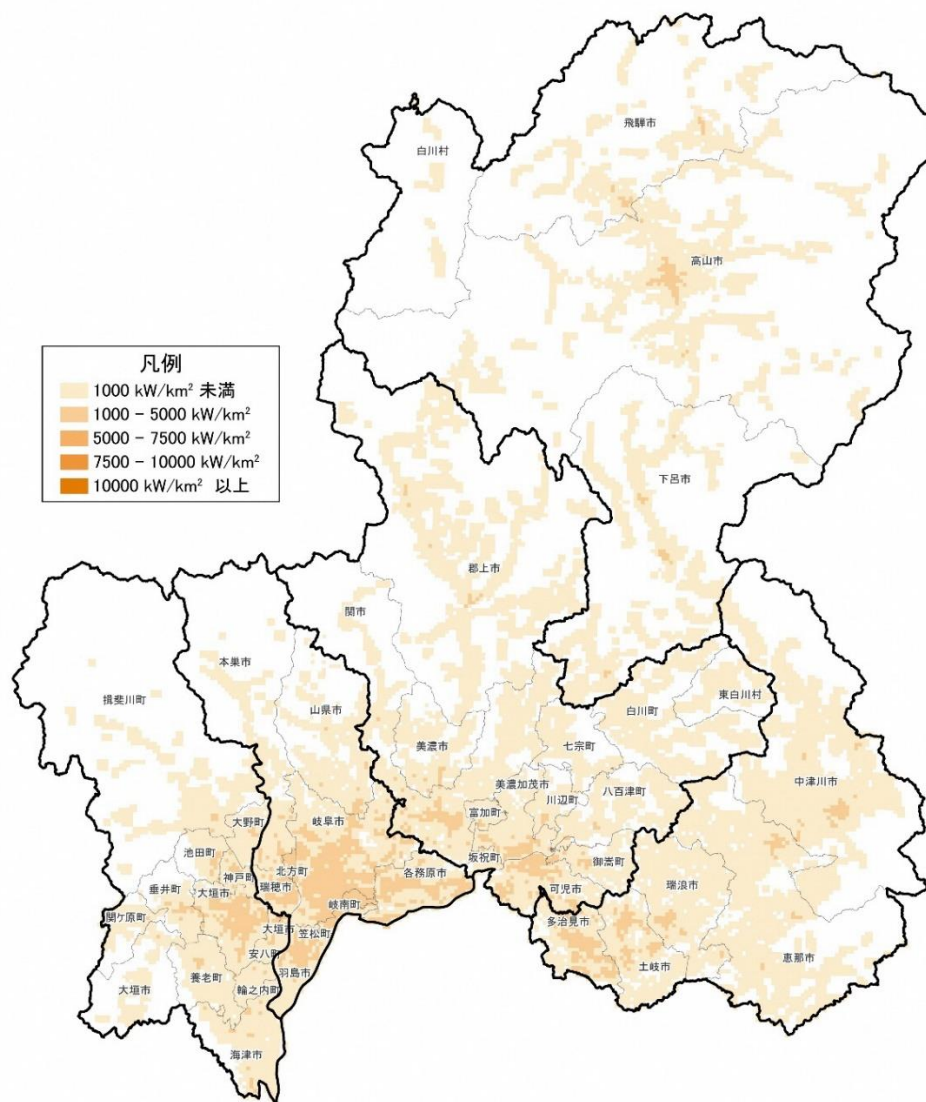 飛騨市
白川村
高山市
凡例
1000 kW/km² 未満
1000 - 5000 kW/km²
5000 - 7500 kW/km²
7500 - 10000 kW/km²
10000 kW/km² 以上
下呂市
郡上市
関市
本巣市
揖斐川町
山県市
東白川村
白川町
美濃市
七宗町
中津川市
美濃加茂市
川辺町
八百津町
富加町
大野町
岐阜市
池田町
坂祝町
御嵩町
北方町
神戸町
各務原市
垂井町
大垣市
瑞穂市
可児市
瑞浪市
関ケ原町
岐南町
多治見市
大垣市
笠松町
安八町
恵那市
土岐市
羽島市
養老町
大垣市
輪之内町
海津市